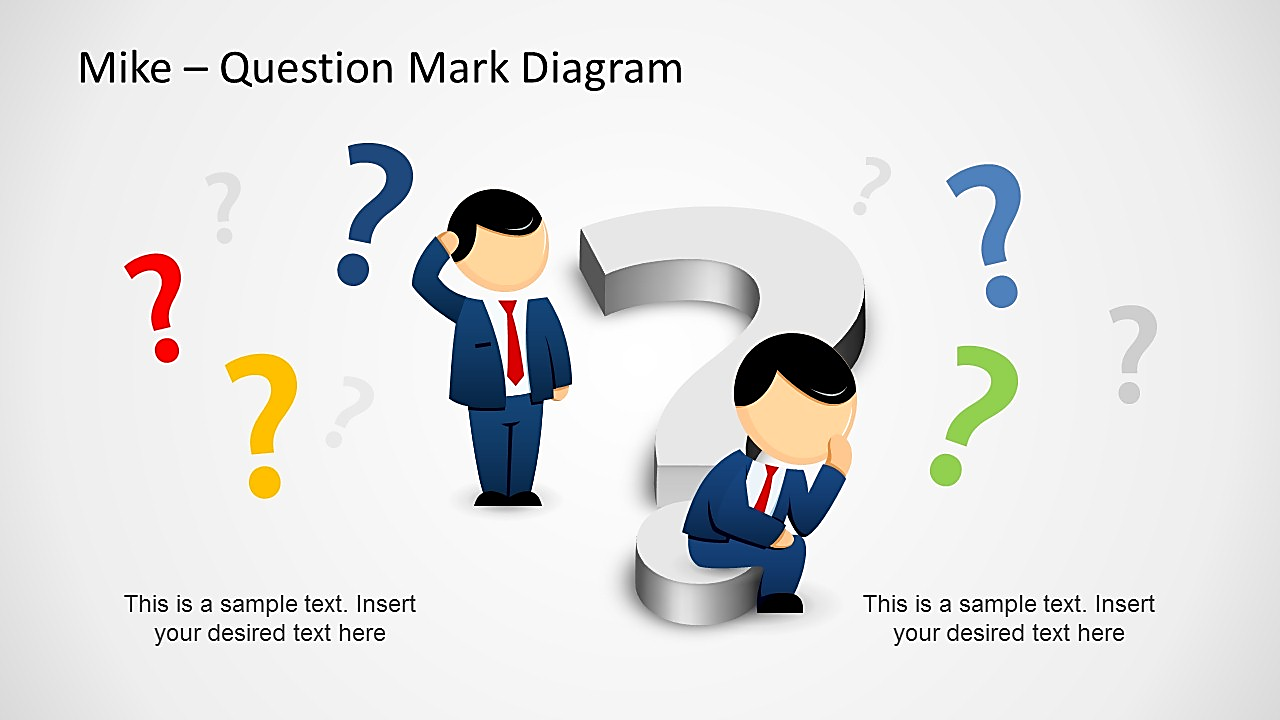 Mike – Question Mark Diagram
? ? ? ?
? ? ?
? ? ?
This is a sample text. Insert
your desired text here
This is a sample text. Insert
your desired text here